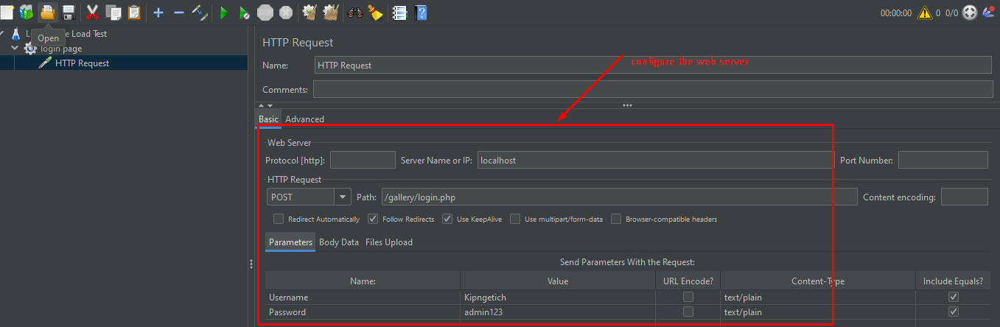 00:00:00 0 0/0
L e Load Test
Open
login page
HTTP Request
HTTP Request
Name: HTTP Request
configure the web server
Comments:
Basic Advanced
Web Server
Protocol [http]: Server Name or IP: localhost Port Number:
HTTP Request
POST Path: /gallery/login.php Content encoding:
Redirect Automatically Follow Redirects Use KeepAlive Use multipart/form-data Browser-compatible headers
Parameters Body Data Files Upload
Send Parameters With the Request:
Name: Value URL Encode? Content-Type Include Equals?
Username Kipngetich text/plain
Password admin123 text/plain